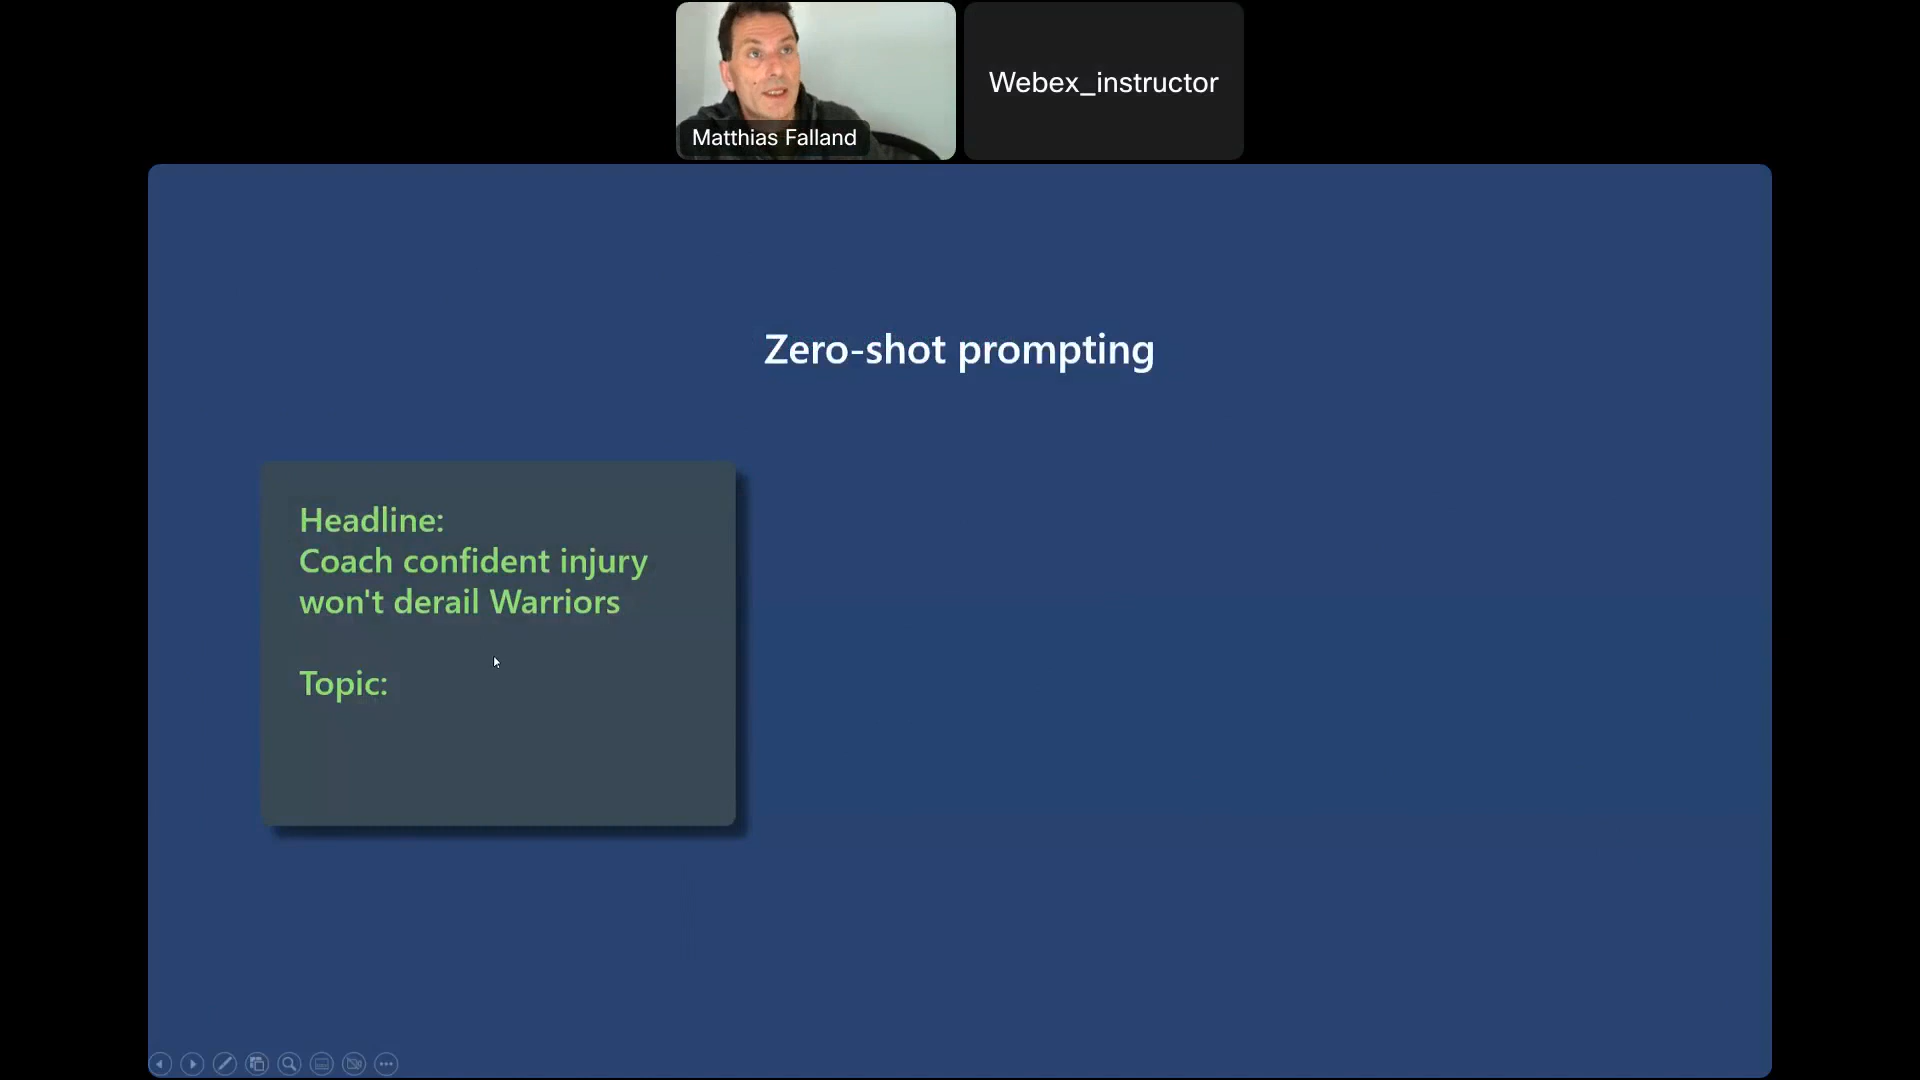 Matthias Falland
Webex_instructor
Zero-shot prompting
Headline:
Coach confident injury
won't derail Warriors
Topic: